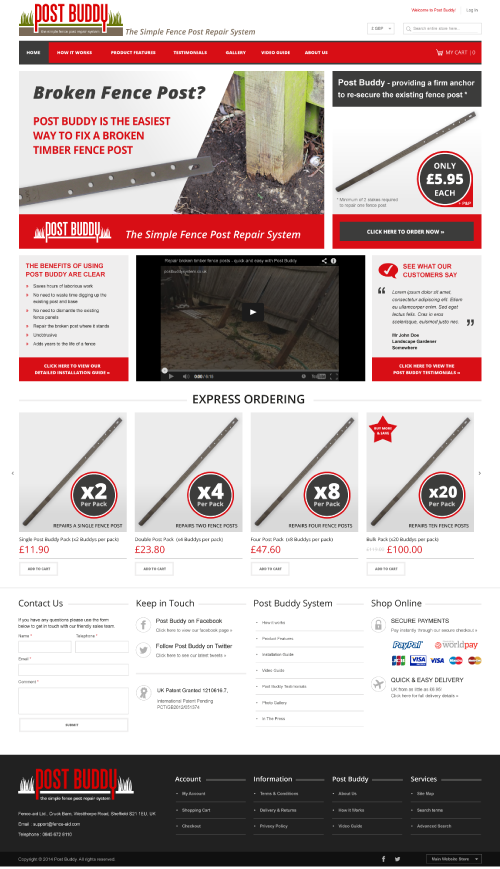 POST BUDDY
the simple fence post repair system
The Simple Fence Post Repair System
Welcome to Post Buddy!
Log In
£ GBP
Search entire store here...
HOME
HOW IT WORKS
PRODUCT FEATURES
TESTIMONIALS
GALLERY
VIDEO GUIDE
ABOUT US
MY CART | 0
Broken Fence Post?
POST BUDDY IS THE EASIEST
WAY TO FIX A BROKEN
TIMBER FENCE POST
POST BUDDY
The Simple Fence Post Repair System
Post Buddy - providing a firm anchor
to re-secure the existing fence post *
ONLY
£5.95
EACH
+ P&P
* Minimum of 2 stakes required
to repair one fence post
CLICK HERE TO ORDER NOW »
THE BENEFITS OF USING
POST BUDDY ARE CLEAR
Saves hours of laborious work
No need to waste time digging up the
existing post and base
No need to dismantle the existing
fence panels
Repair the broken post where it stands
Unobtrusive
Adds years to the life of a fence
CLICK HERE TO VIEW OUR
DETAILED INSTALLATION GUIDE »
Repair broken timber fence posts - quick and easy with Post Buddy.
SEE WHAT OUR
CUSTOMERS SAY
Lorem ipsum dolor sit amet,
consectetur adipiscing elit. Etiam
eu ullamcorper enim. Sed eget
lectus felis. Cras in eros
scelerisque, euismod justo nec.
Mr John Doe
Landscape Gardener
Somewhere
CLICK HERE TO VIEW THE
POST BUDDY TESTIMONIALS »
EXPRESS ORDERING
x2
Per Pack
REPAIRS A SINGLE FENCE POST
x4
Per Pack
REPAIRS TWO FENCE POSTS
x8
Per Pack
REPAIRS FOUR FENCE POSTS
BUY MORE
& SAVE
x20
Per Pack
REPAIRS TEN FENCE POSTS
Single Post Buddy Pack (x2 Buddys per pack)
£11.90
ADD TO CART
Double Post Pack (x4 Buddys per pack)
£23.80
ADD TO CART
Four Post Pack (x8 Buddys per pack)
£47.60
ADD TO CART
Bulk Pack (x20 Buddys per pack)
£100.00
ADD TO CART
Contact Us
If you have any questions please use the form
below to get in touch with our friendly sales team.
Name *
Telephone *
Email *
Comment *
SUBMIT
Keep in Touch
Post Buddy on Facebook
Click here to view our facebook page »
Follow Post Buddy on Twitter
Click here to see our latest tweets »
UK Patent Granted 1210619.7,
International Patent Pending
PCT/GB2012/051374
Post Buddy System
How it works
Product Features
Installation Guide
Video Guide
Post Buddy Testimonials
Photo Gallery
In The Press
Shop Online
SECURE PAYMENTS
Pay instantly through our secure checkout »
PayPal
worldpay
VISA
VISA
QUICK & EASY DELIVERY
UK from as little as £6.95!
Click here for full delivery details »
POST BUDDY
the simple fence post repair system
Fence-aid Ltd., Crook Barn, Westthorpe Road, Sheffield S21 1EU, UK
Email : support@fence-aid.com
Telephone : 0845 872 8110
Account
My Account
Shopping Cart
Checkout
Information
Terms & Conditions
Delivery & Returns
Privacy Policy
Post Buddy
About Us
How it Works
Video Guide
Services
Site Map
Search terms
Advanced Search
Copyright © 2014 Post Buddy. All rights reserved.
Main Website Store